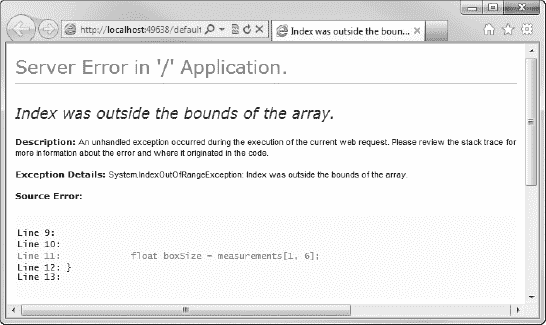 http://localhost:49638/default
Index was outside the boun...
Server Error in '/' Application.
Index was outside the bounds of the array.
Description: An unhandled exception occurred during the execution of the current web request. Please review the stack trace for
more information about the error and where it originated in the code.
Exception Details: System.IndexOutOfRangeException: Index was outside the bounds of the array.
Source Error:
Line 9:
Line 10:
Line 11: float boxSize = measurements[1, 6];
Line 12: }
Line 13: